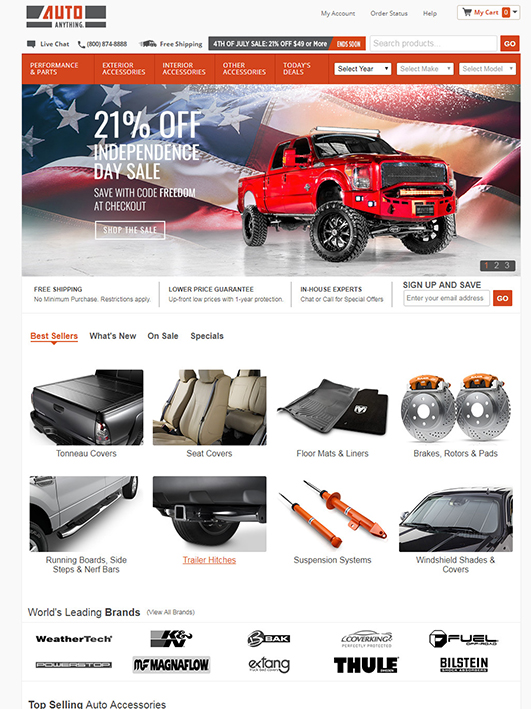 AUTO
ANYTHING.
My Account Order Status Help My Cart 0
Live Chat (800) 874-8888 Free Shipping 4TH OF JULY SALE: 21% OFF $49 or More ENDS SOON Search products... GO
PERFORMANCE & PARTS
EXTERIOR ACCESSORIES
INTERIOR ACCESSORIES
OTHER ACCESSORIES
TODAY'S DEALS
Select Year Select Make Select Model
21% OFF
INDEPENDENCE
DAY SALE
SAVE WITH CODE FREEDOM
AT CHECKOUT
SHOP THE SALE
1 2 3
FREE SHIPPING
No Minimum Purchase. Restrictions apply.
LOWER PRICE GUARANTEE
Up-front low prices with 1-year protection.
IN-HOUSE EXPERTS
Chat or Call for Special Offers
SIGN UP AND SAVE
Enter your email address GO
Best Sellers What's New On Sale Specials
Tonneau Covers Seat Covers Floor Mats & Liners Brakes, Rotors & Pads
Running Boards, Side
Steps & Nerf Bars
Trailer Hitches
Suspension Systems
Windshield Shades &
Covers
World's Leading Brands (View All Brands)
WeatherTech K&N BAK COVERKING FUEL
PERFECTLY PROTECTED
OFF-ROAD
POWERSTOP MAGNAFLOW extang THULE BILSTEIN
SHOCK ABSORBERS
Top Selling Auto Accessories